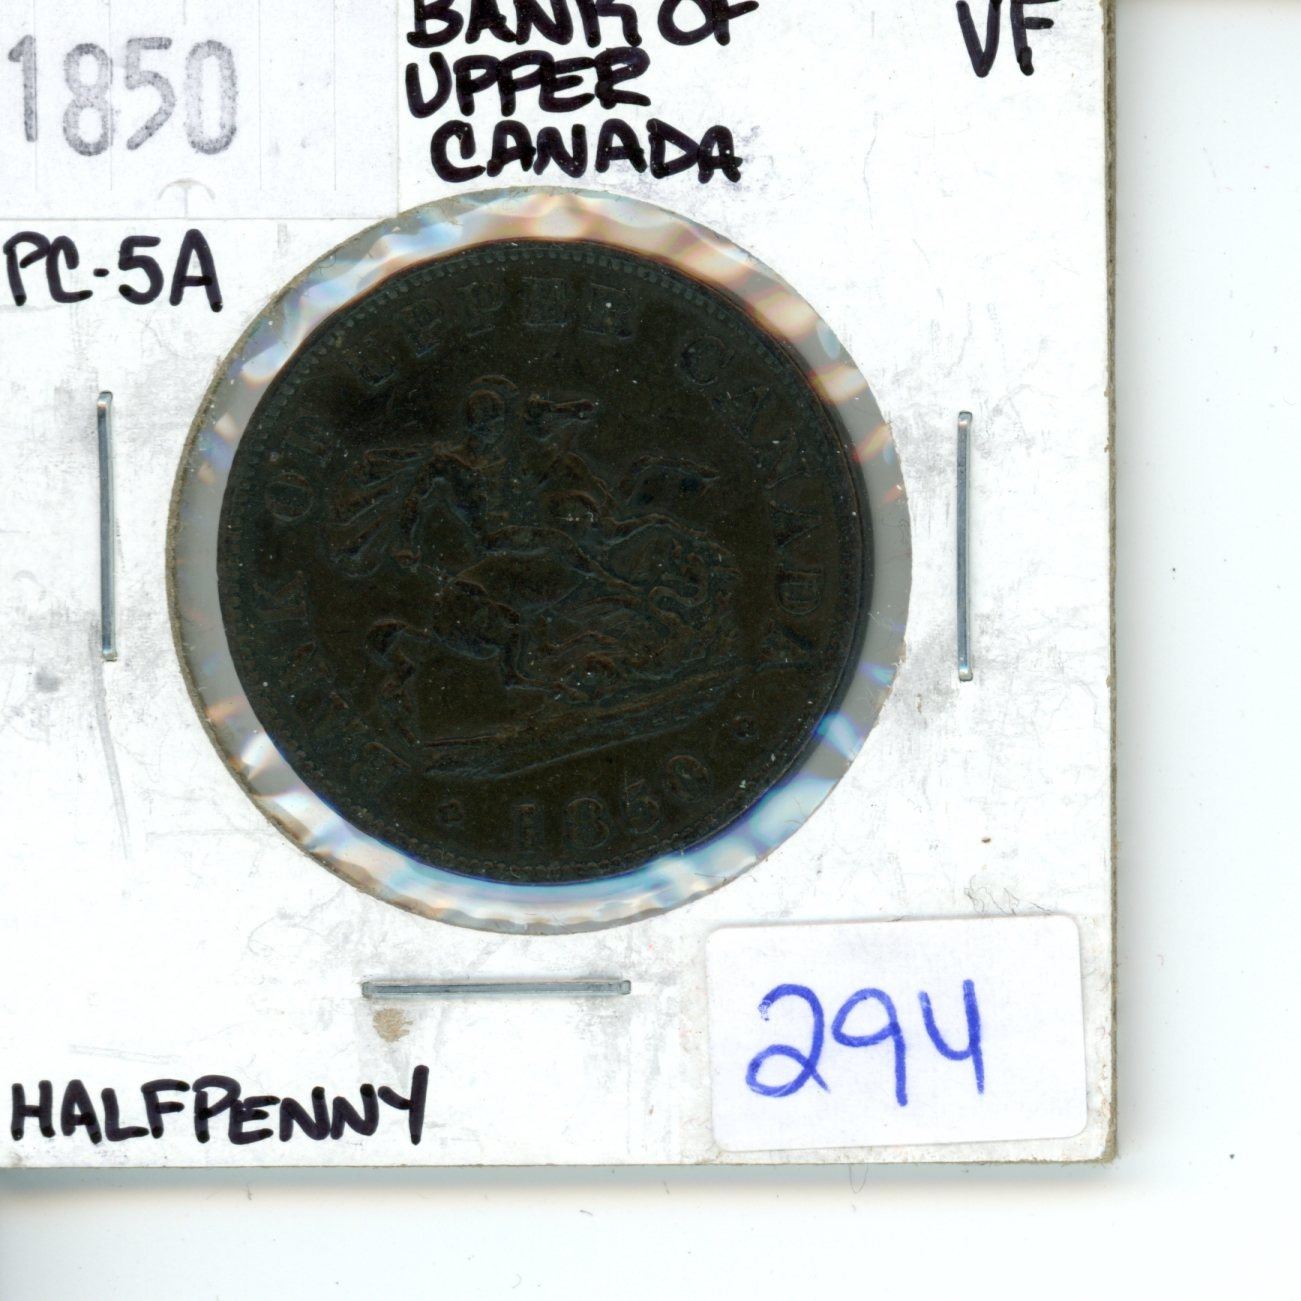 1850
BANK OF
UPPER
CANADA
VF
PC-5A
BANK OF UPPER CANADA
1850
HALFPENNY
294